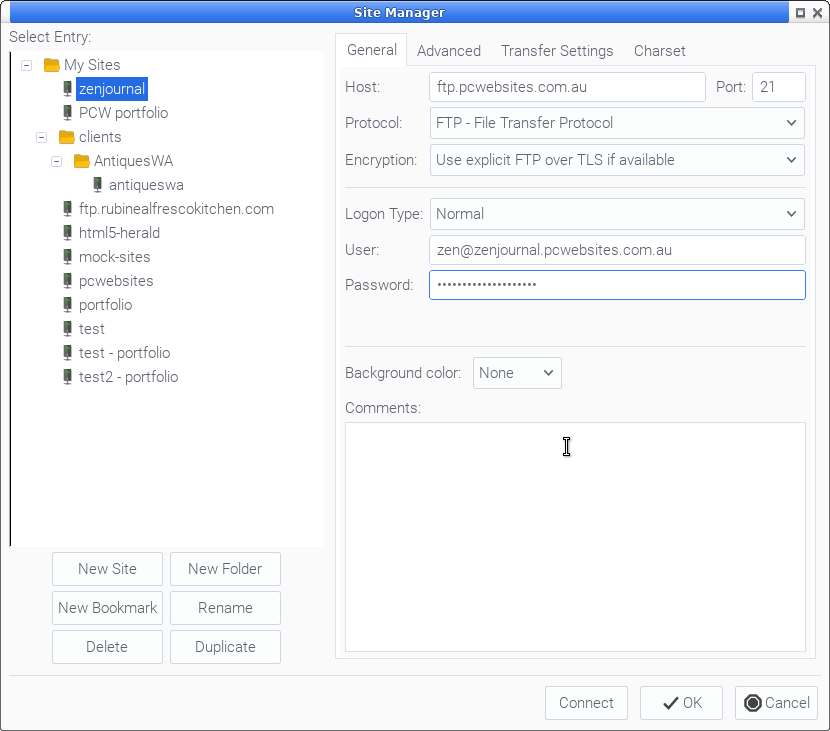 Site Manager
Select Entry:
My Sites
zenjournal
PCW portfolio
clients
AntiquesWA
antiqueswa
ftp.rubinealfrescokitchen.com
html5-herald
mock-sites
pcwebsites
portfolio
test
test - portfolio
test2 - portfolio
New Site New Folder
New Bookmark Rename
Delete Duplicate
General Advanced Transfer Settings Charset
Host: ftp.pcwebsites.com.au Port: 21
Protocol: FTP - File Transfer Protocol
Encryption: Use explicit FTP over TLS if available
Logon Type: Normal
User: zen@zenjournal.pcwebsites.com.au
Password: ••••••••••••••••••••
Background color: None
Comments:
Connect OK Cancel